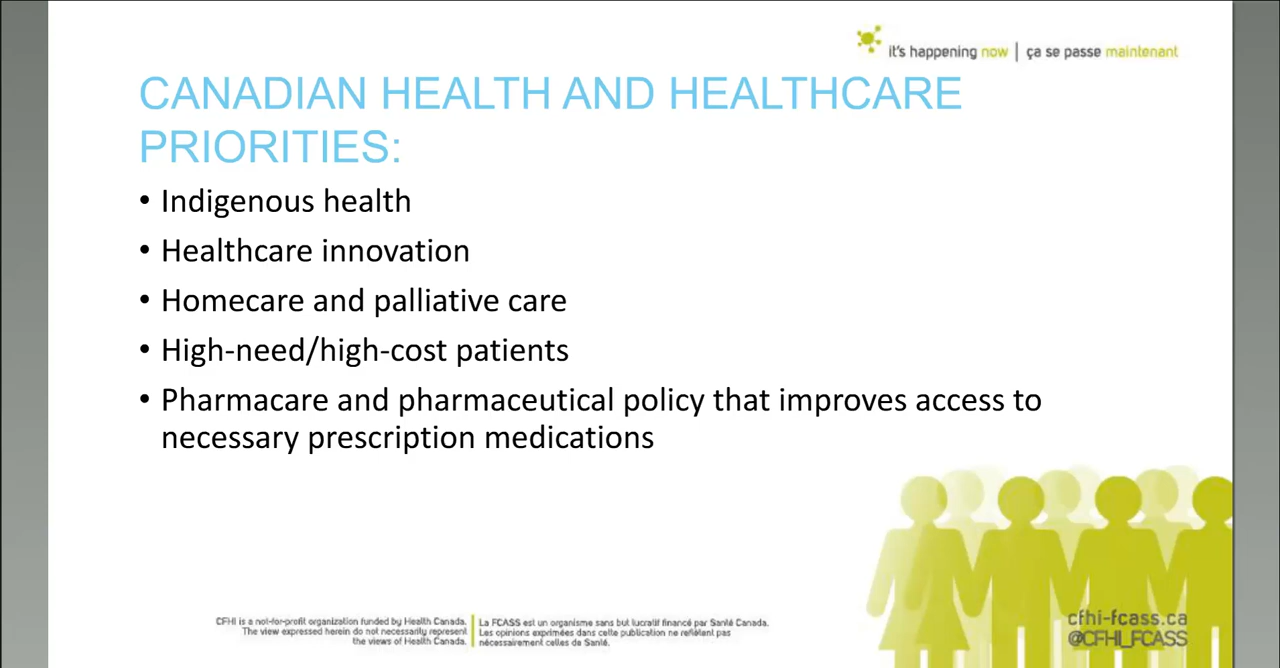 it's happening now | ça se passe maintenant
CANADIAN HEALTH AND HEALTHCARE
PRIORITIES:
• Indigenous health
• Healthcare innovation
• Homecare and palliative care
• High-need/high-cost patients
• Pharmacare and pharmaceutical policy that improves access to
necessary prescription medications
CFHI is a not-for-profit organization funded by Health Canada.
The view expressed herein do not necessarily represent
the views of Health Canada.
La FCASS est un organisme sans but lucratif financé par Santé Canada.
Les opinions exprimées dans cette publication ne reflètent pas
nécessairement celles de Santé.
cfhi-fcass.ca
@CFHI_FCASS